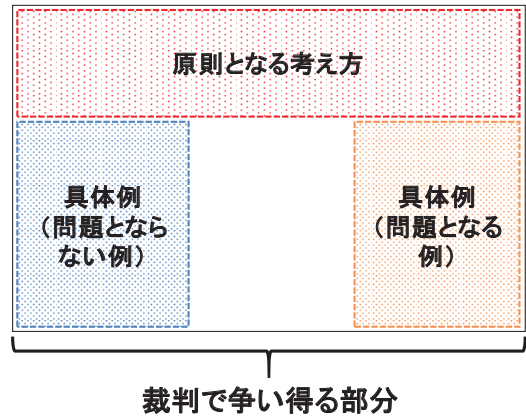 原則となる考え方
具体例
（問題となら
ない例）
具体例
（問題となる
例）
裁判で争い得る部分